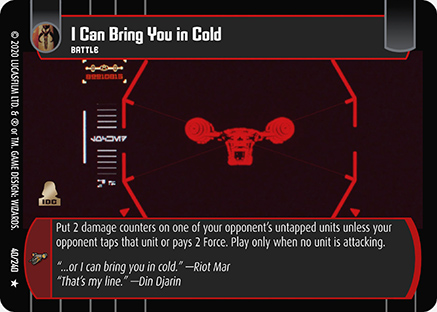 I Can Bring You in Cold
BATTLE
Put 2 damage counters on one of your opponent's untapped units unless your
opponent taps that unit or pays 2 Force. Play only when no unit is attacking.
"...or I can bring you in cold." —Riot Mar
"That's my line." —Din Djarin
© 2020 LUCASFILM LTD. & ® or TM. GAME DESIGN: WIZARDS.
40/240 ★